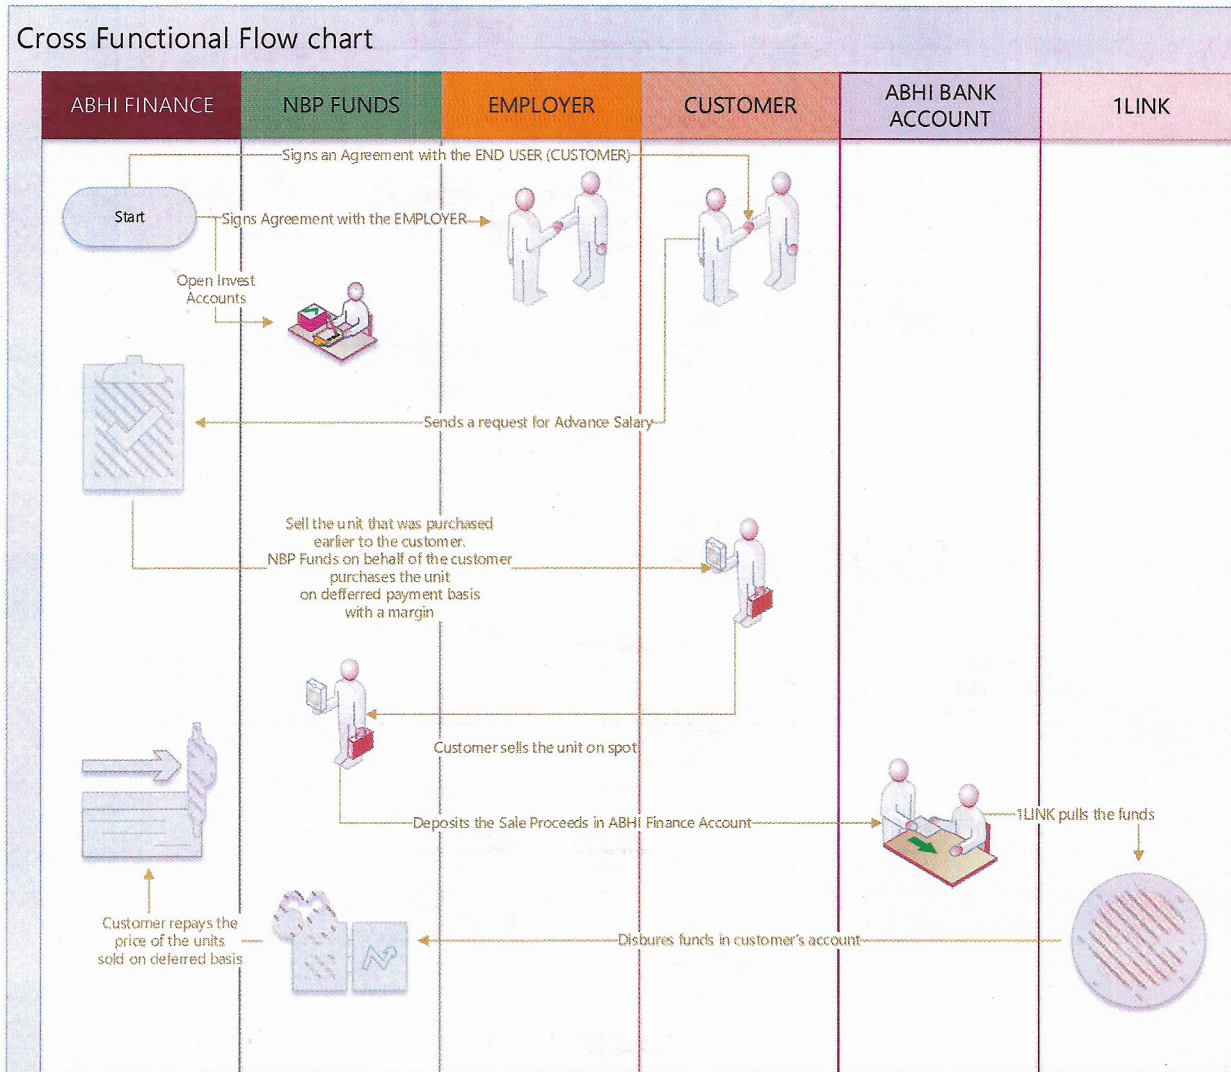 Cross Functional Flow chart
ABHI FINANCE
NBP FUNDS
EMPLOYER
CUSTOMER
ABHI BANK
ACCOUNT
1LINK
Signs an Agreement with the END USER (CUSTOMER)
Start
Signs Agreement with the EMPLOYER
Open Invest
Accounts
Sends a request for Advance Salary
Sell the unit that was purchased
earlier to the customer.
NBP Funds on behalf of the customer
purchases the unit
on defferred payment basis
with a margin
Customer sells the unit on spot
Deposits the Sale Proceeds in ABHI Finance Account
1LINK pulls the funds
Customer repays the
price of the units
sold on deferred basis
Disbures funds in customer's account